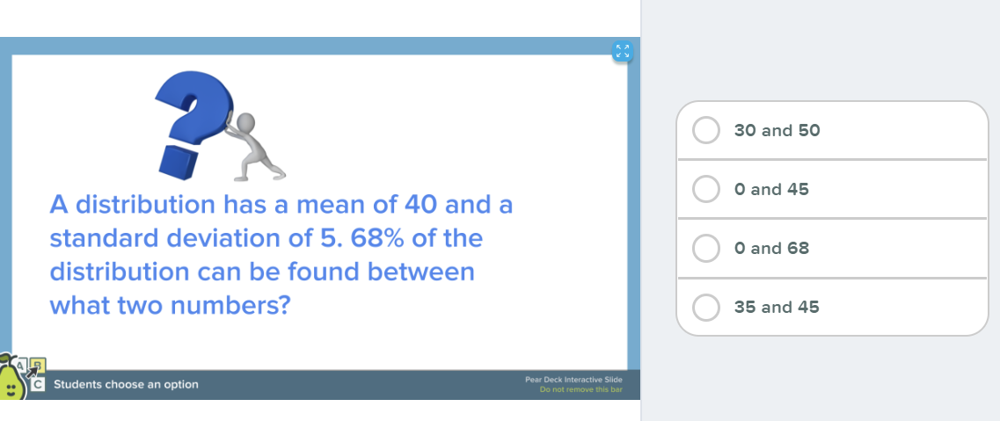 A distribution has a mean of 40 and a
standard deviation of 5. 68% of the
distribution can be found between
what two numbers?
A B
C
Students choose an option
Pear Deck Interactive Slide
Do not remove this bar
30 and 50
0 and 45
0 and 68
35 and 45